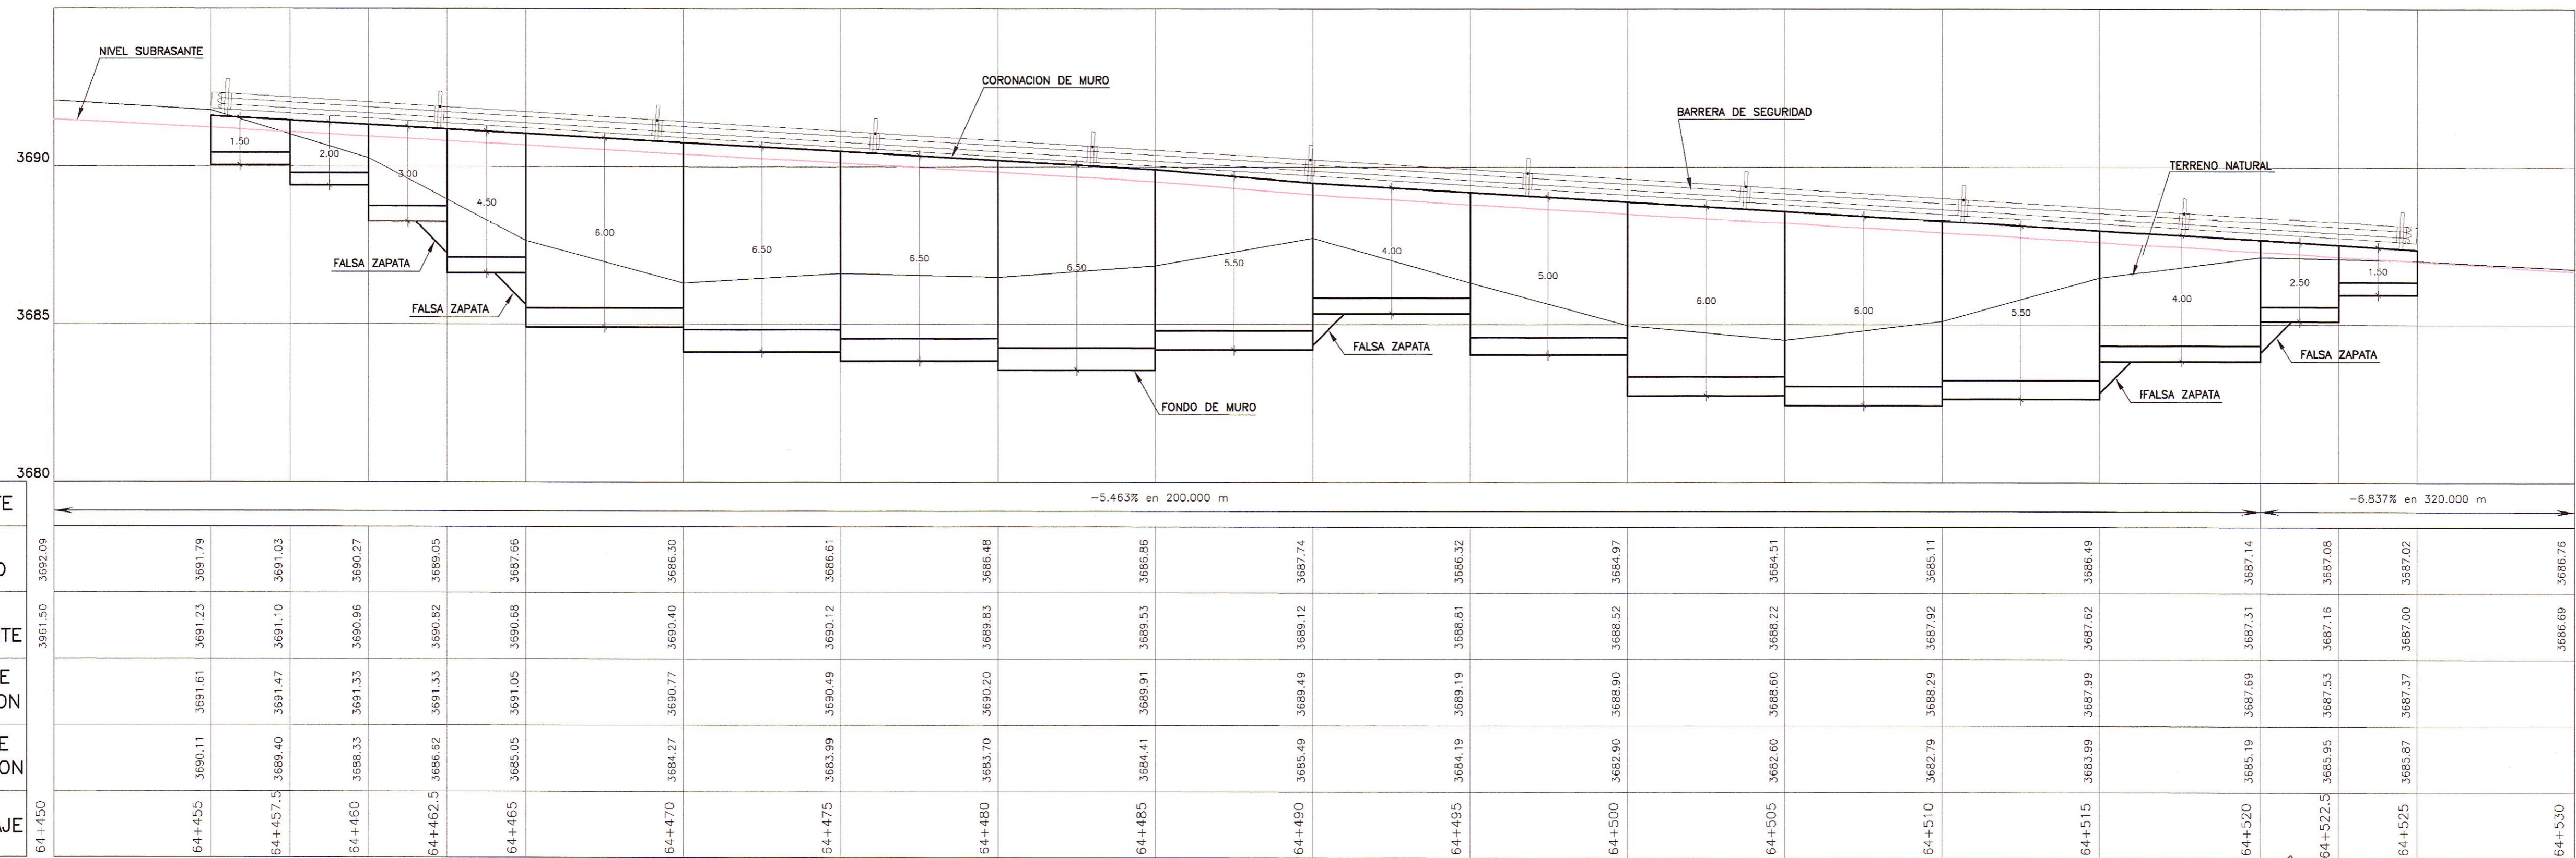 NIVEL SUBRASANTE
CORONACION DE MURO
BARRERA DE SEGURIDAD
TERRENO NATURAL
3690
3685
3680
1.50
2.00
3.00
4.50
6.00
6.50
6.50
6.50
5.50
4.00
5.00
6.00
6.00
5.50
4.00
2.50
1.50
FALSA ZAPATA
FALSA ZAPATA
FALSA ZAPATA
FALSA ZAPATA
fFALSA ZAPATA
FONDO DE MURO
TE
-5.463% en 200.000 m
-6.837% en 320.000 m
O
3692.09 3691.79 3691.03 3690.27 3689.05 3687.66 3686.30 3686.61 3686.48 3686.86 3687.74 3686.32 3684.97 3684.51 3685.11 3686.49 3687.14 3687.08 3687.02 3686.76
TE
3961.50 3691.23 3691.10 3690.96 3690.82 3690.68 3690.40 3690.12 3689.83 3689.53 3689.12 3688.81 3688.52 3688.22 3687.92 3687.62 3687.31 3687.16 3687.00 3686.69
E
ON
3691.61 3691.47 3691.33 3691.33 3691.05 3690.77 3690.49 3690.20 3689.91 3689.49 3689.19 3688.90 3688.60 3688.29 3687.99 3687.69 3687.53 3687.37
E
ON
3690.11 3689.40 3688.33 3686.62 3685.05 3684.27 3683.99 3683.70 3684.41 3685.49 3684.19 3682.90 3682.60 3682.79 3683.99 3685.19 3685.95 3685.87
AJE
64+450 64+455 64+457.5 64+460 64+462.5 64+465 64+470 64+475 64+480 64+485 64+490 64+495 64+500 64+505 64+510 64+515 64+520 64+522.5 64+525 64+530